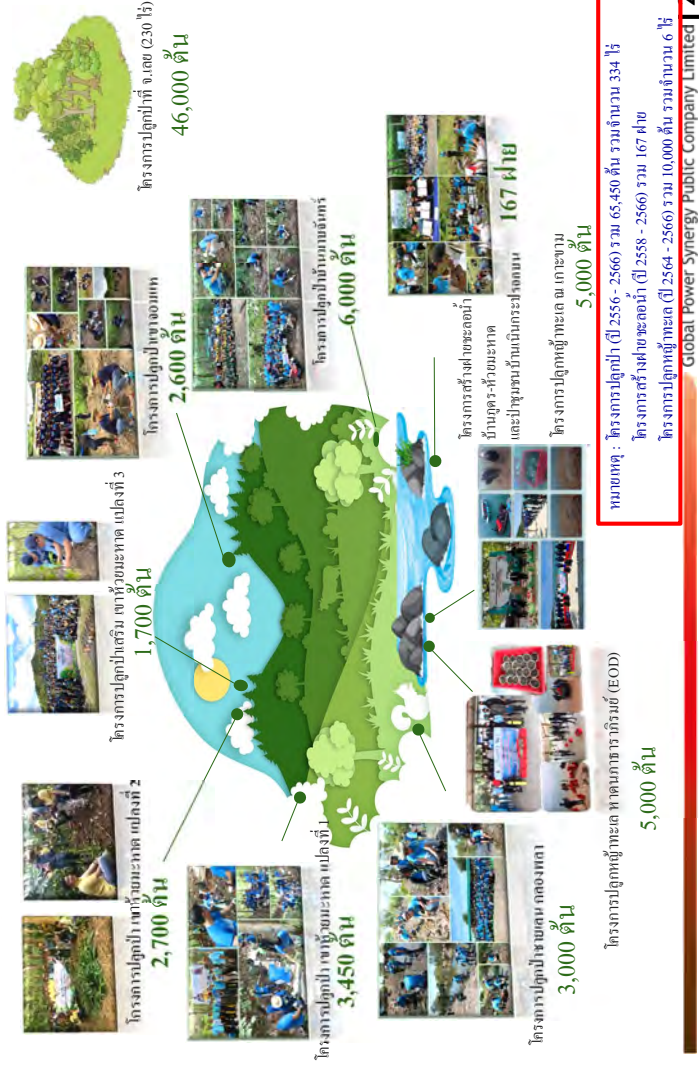 โครงการปลูกป่า เขาห้วยมะหาด แปลงที่ 2
2,700 ต้น
โครงการปลูกป่าเสริม เขาห้วยมะหาด แปลงที่ 3
1,700 ต้น
โครงการปลูกป่าเขาจอมแห
2,600 ต้น
โครงการปลูกป่าที่ จ.เลย (230 ไร่)
46,000 ต้น
โครงการปลูกป่า เขาห้วยมะหาด แปลงที่ 1
3,450 ต้น
โครงการปลูกป่าบ้านมาบจันทร์
6,000 ต้น
โครงการปลูกป่าชายเลน คลองพลา
3,000 ต้น
167 ฝาย
โครงการสร้างฝายชะลอน้ำ
บ้านภูดร-ห้วยมะหาด
และป่าชุมชนบ้านเนินกระปรอกบน
โครงการปลูกหญ้าทะเล หาดนภาธาราภิรมย์ (EOD)
5,000 ต้น
โครงการปลูกหญ้าทะเล ณ เกาะขาม
5,000 ต้น
หมายเหตุ : โครงการปลูกป่า (ปี 2556 - 2566) รวม 65,450 ต้น รวมจำนวน 334 ไร่
โครงการสร้างฝายชะลอน้ำ (ปี 2558 - 2566) รวม 167 ฝาย
โครงการปลูกหญ้าทะเล (ปี 2564 - 2566) รวม 10,000 ต้น รวมจำนวน 6 ไร่
Global Power Synergy Public Company Limited